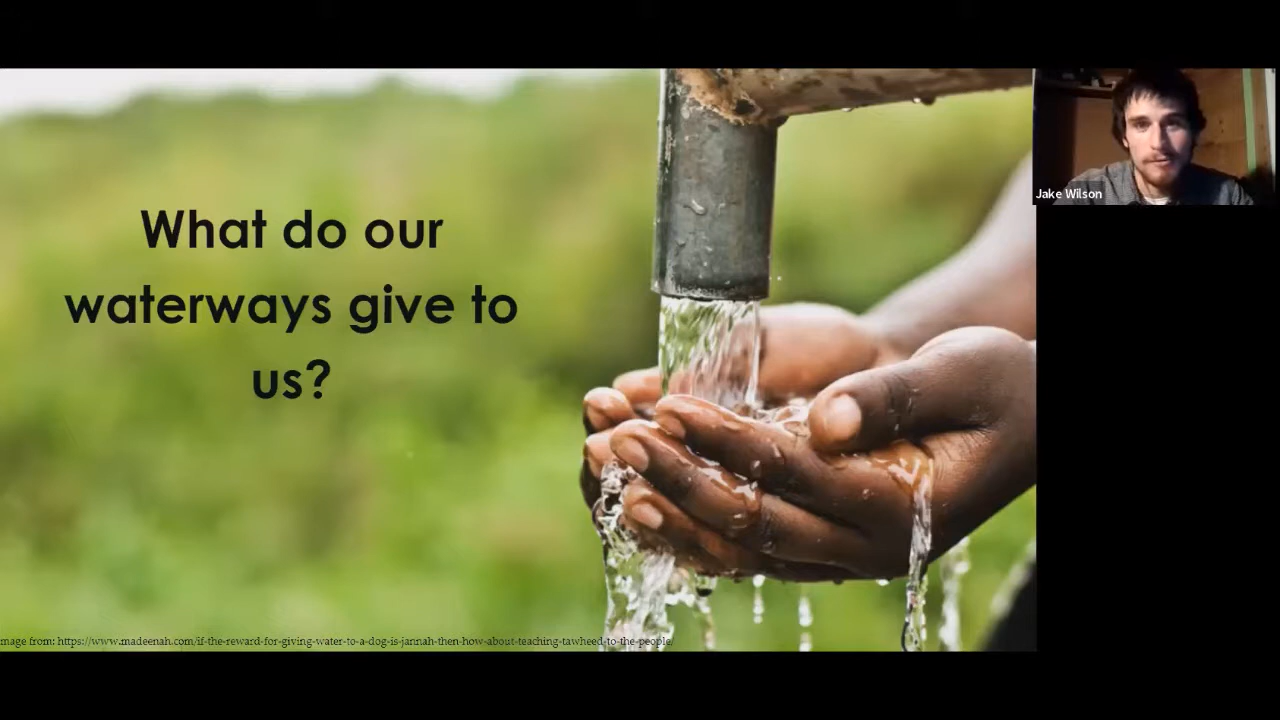 What do our
waterways give to
us?
Jake Wilson
mage from: https://www.madeenah.com/if-the-reward-for-giving-water-to-a-dog-is-jannah-then-how-about-teaching-tawheed-to-the-people/